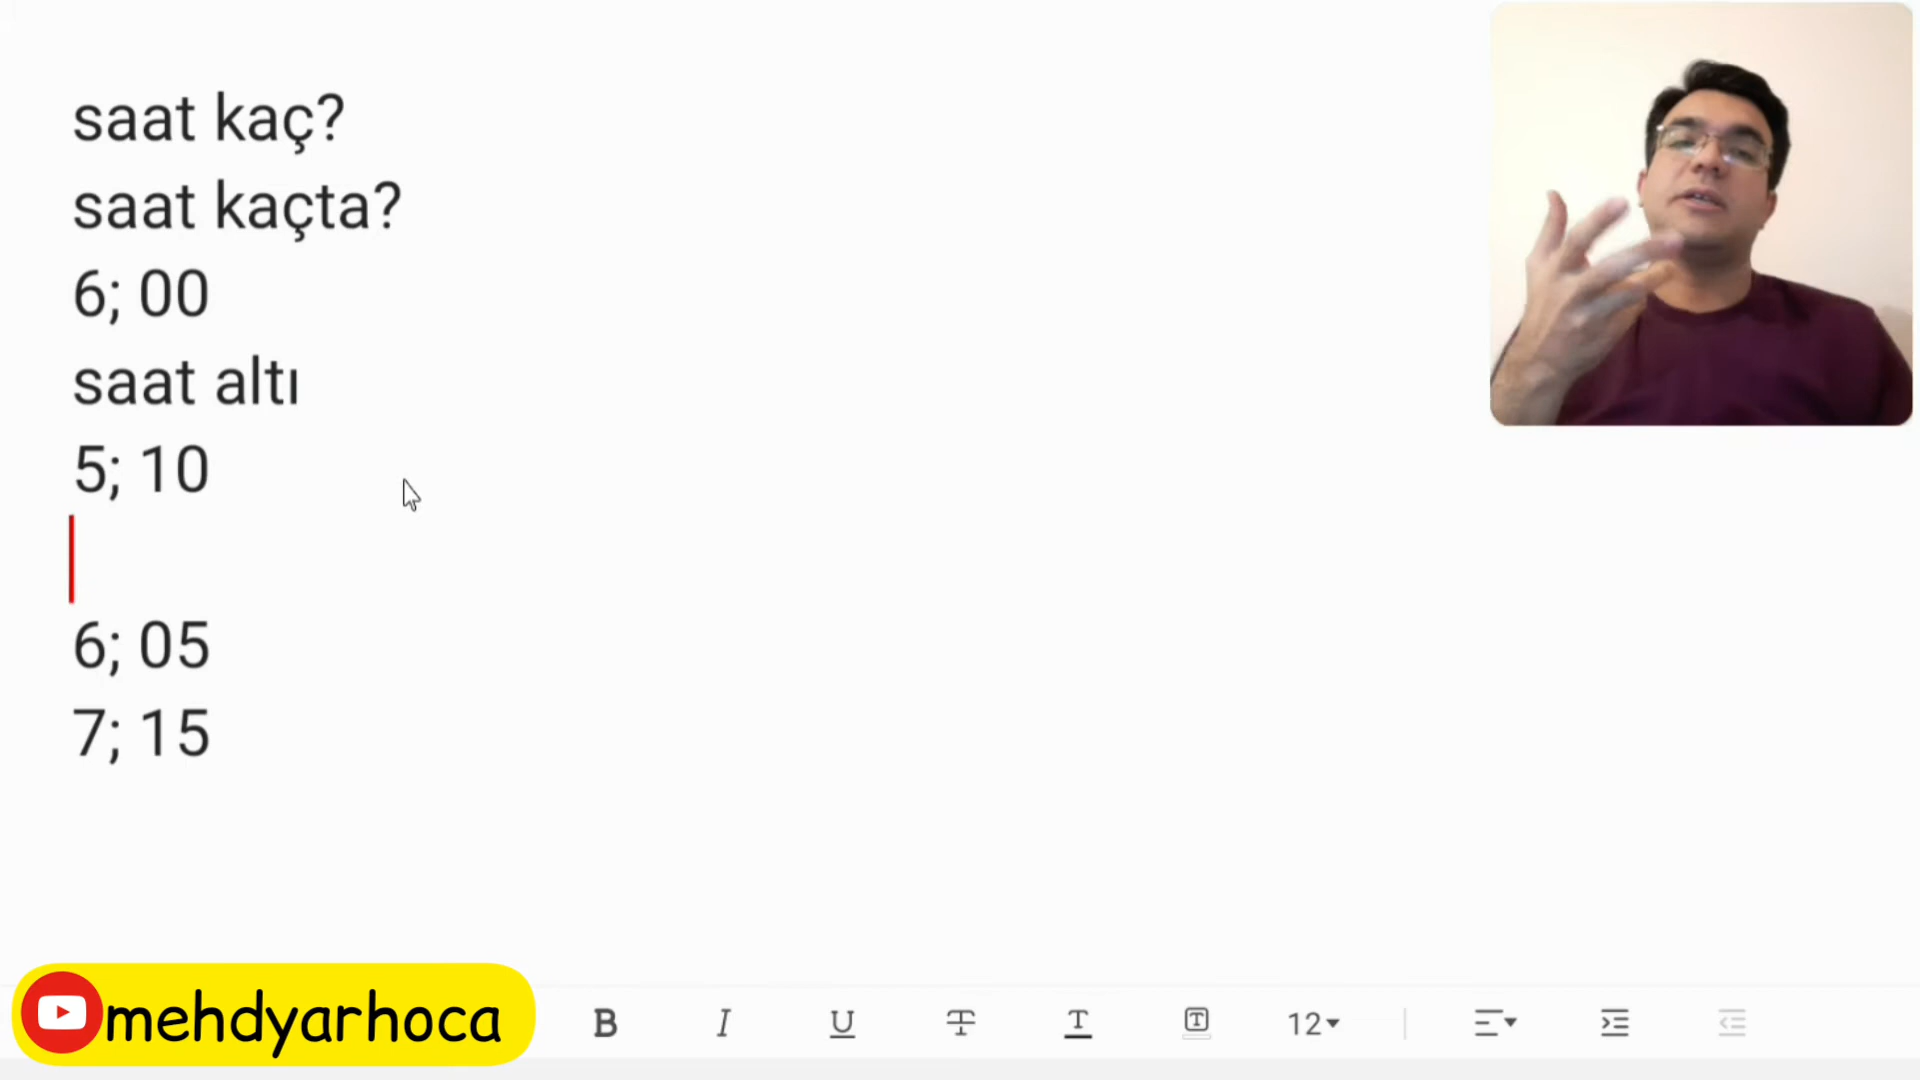 saat kaç?
saat kaçta?
6; 00
saat altı
5; 10
6; 05
7; 15
mehdyarhoca
B I U T T T 12